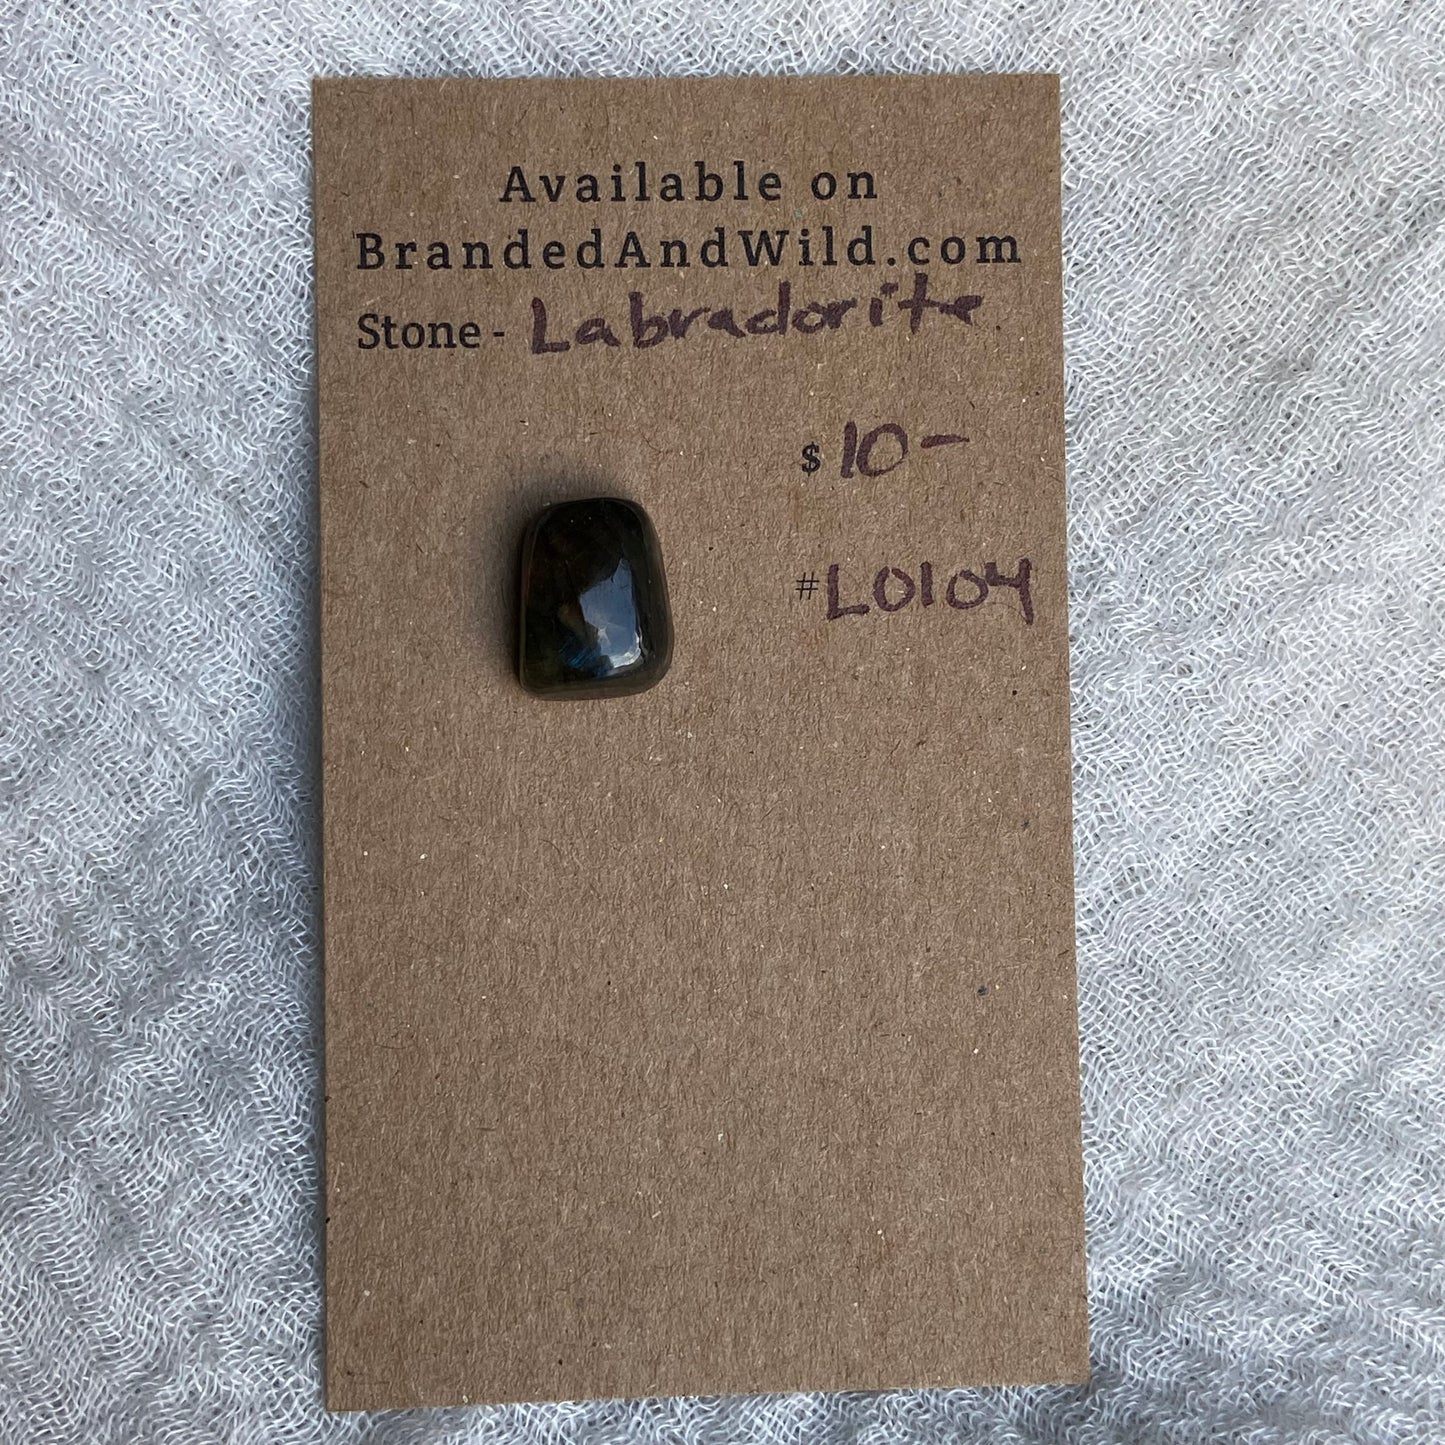 Available on
BrandedAndWild.com
Stone - Labradorite
$ 10-
# L0104